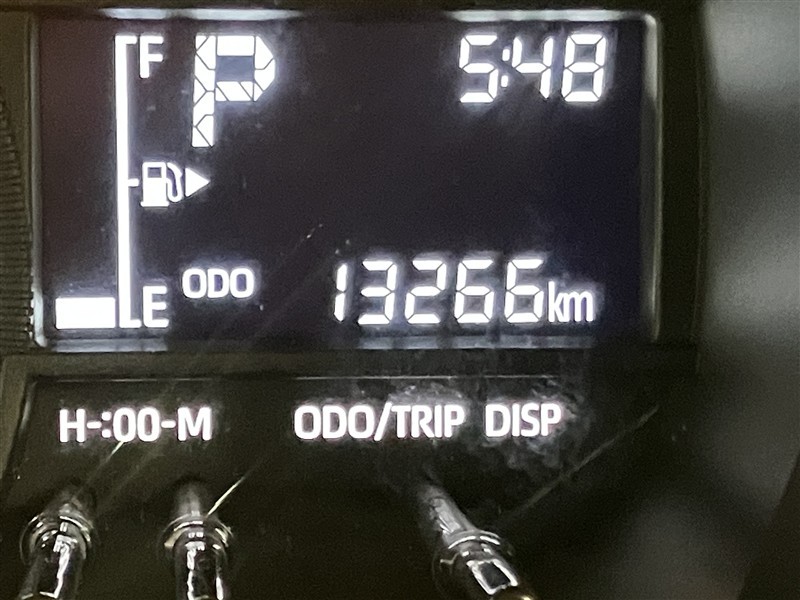 F P 5:48
ODO 13266km
E
H-:00-M ODO/TRIP DISP